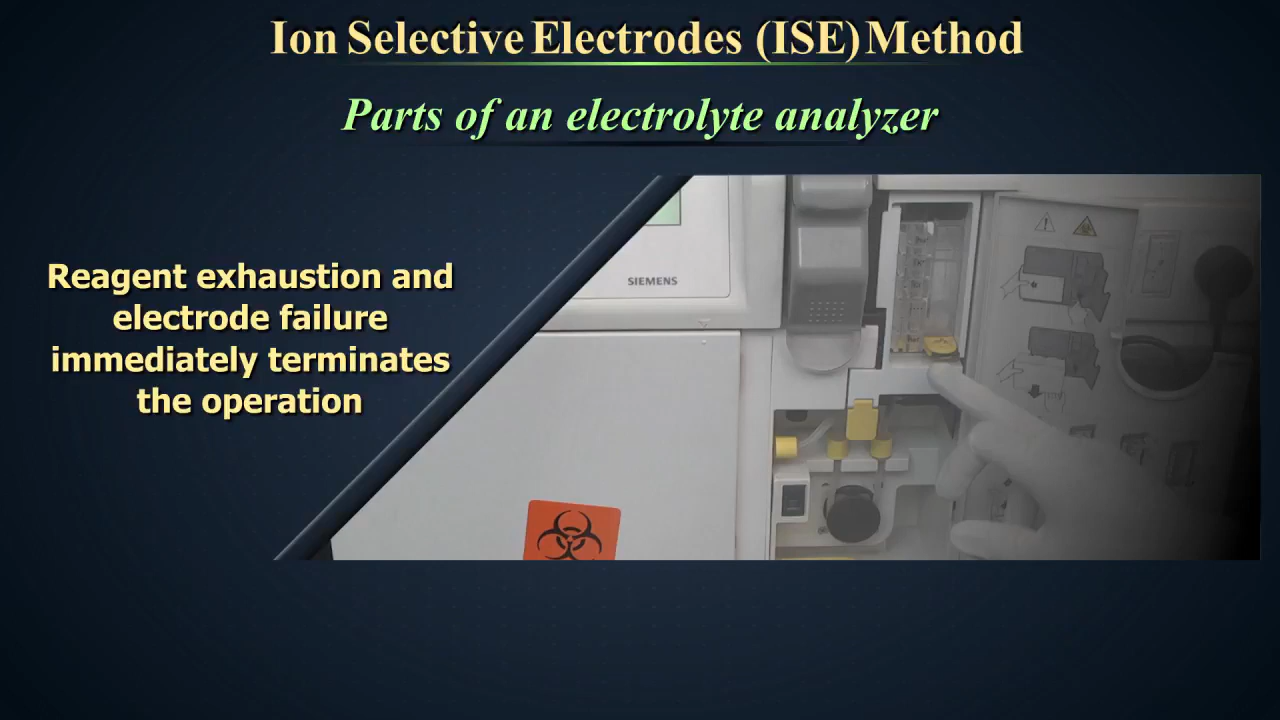 Ion Selective Electrodes (ISE) Method
Parts of an electrolyte analyzer
Reagent exhaustion and
electrode failure
immediately terminates
the operation
SIEMENS